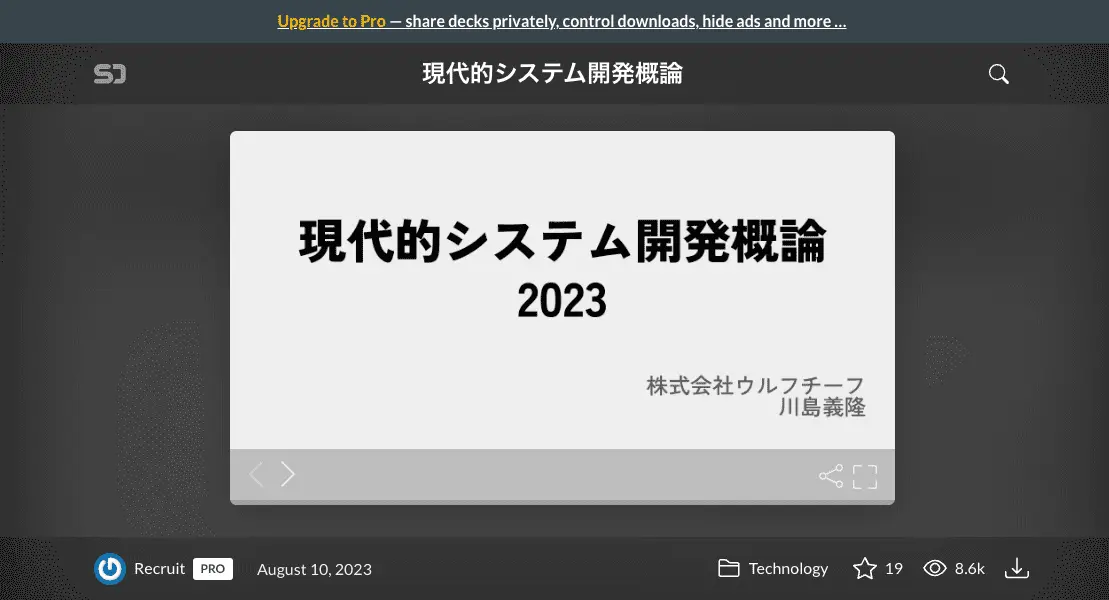 Upgrade to Pro — share decks privately, control downloads, hide ads and more …
現代的システム開発概論
現代的システム開発概論
2023
株式会社ウルフチーフ
川島義隆
Recruit PRO August 10, 2023 Technology 19 8.6k